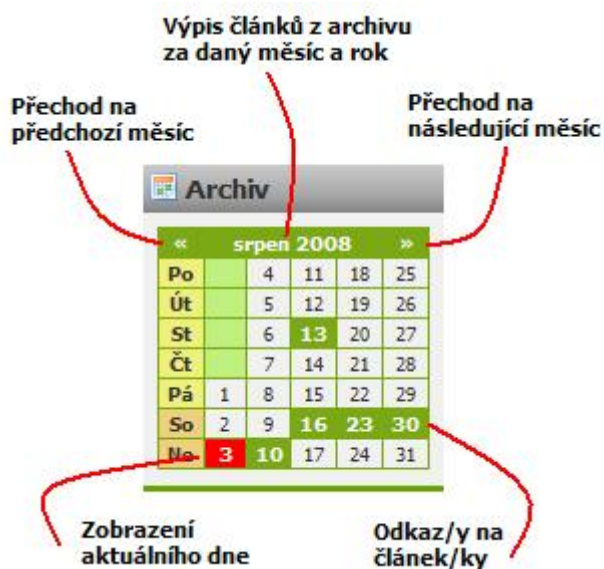 Výpis článků z archivu
za daný měsíc a rok
Přechod na
předchozí měsíc
Přechod na
následující měsíc
Archiv
« srpen 2008 »
Po 4 11 18 25
Út 5 12 19 26
St 6 13 20 27
Čt 7 14 21 28
Pá 1 8 15 22 29
So 2 9 16 23 30
Ne 3 10 17 24 31
Zobrazení
aktuálního dne
Odkaz/y na
článek/ky